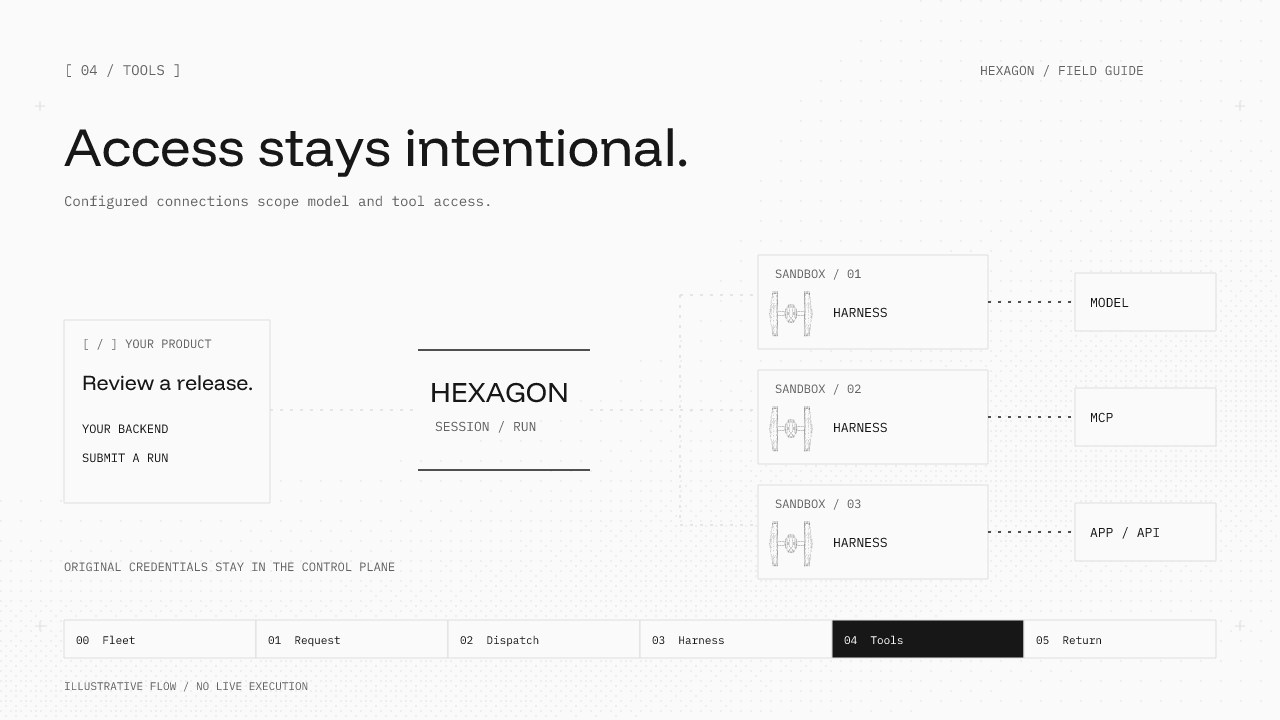 [ 04 / TOOLS ]
HEXAGON / FIELD GUIDE
Access stays intentional.
Configured connections scope model and tool access.
[ / ] YOUR PRODUCT
Review a release.
YOUR BACKEND
SUBMIT A RUN
HEXAGON
SESSION / RUN
SANDBOX / 01
HARNESS
MODEL
SANDBOX / 02
HARNESS
MCP
SANDBOX / 03
HARNESS
APP / API
ORIGINAL CREDENTIALS STAY IN THE CONTROL PLANE
00 Fleet
01 Request
02 Dispatch
03 Harness
04 Tools
05 Return
ILLUSTRATIVE FLOW / NO LIVE EXECUTION